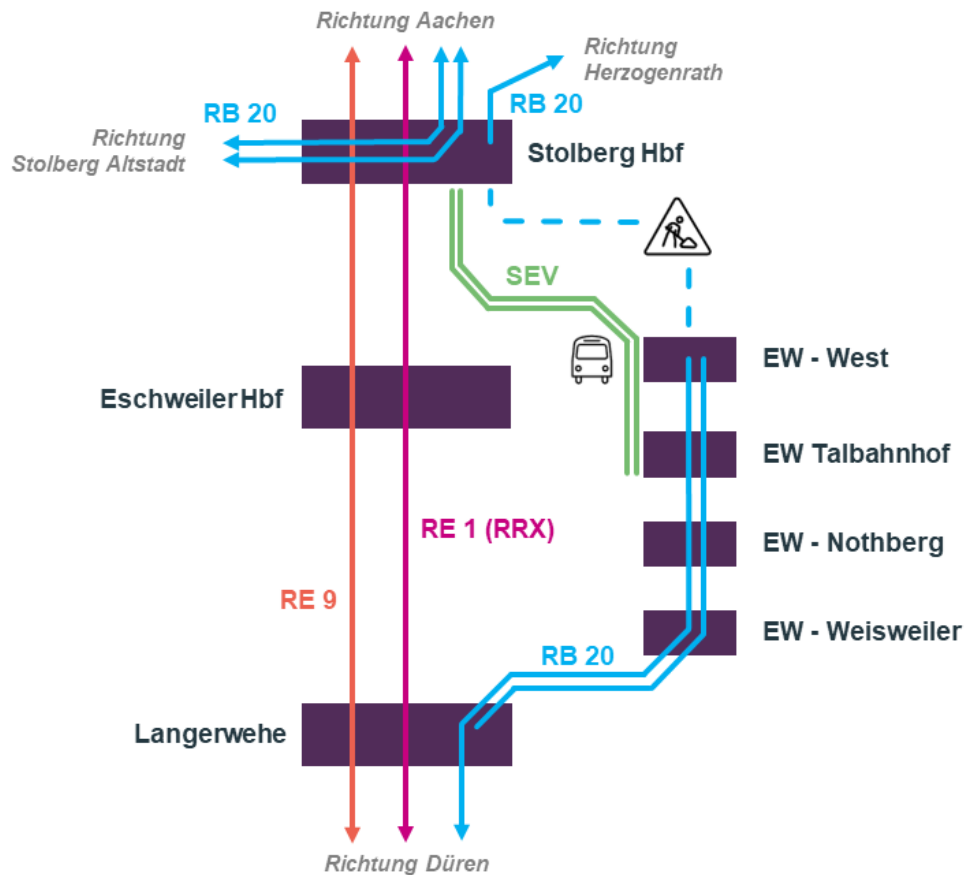 Richtung Aachen
Richtung
Herzogenrath
RB 20
RB 20
Richtung
Stolberg Altstadt
Stolberg Hbf
SEV
EW - West
Eschweiler Hbf
EW Talbahnhof
RE 1 (RRX)
EW - Nothberg
RE 9
EW - Weisweiler
RB 20
Langerwehe
Richtung Düren